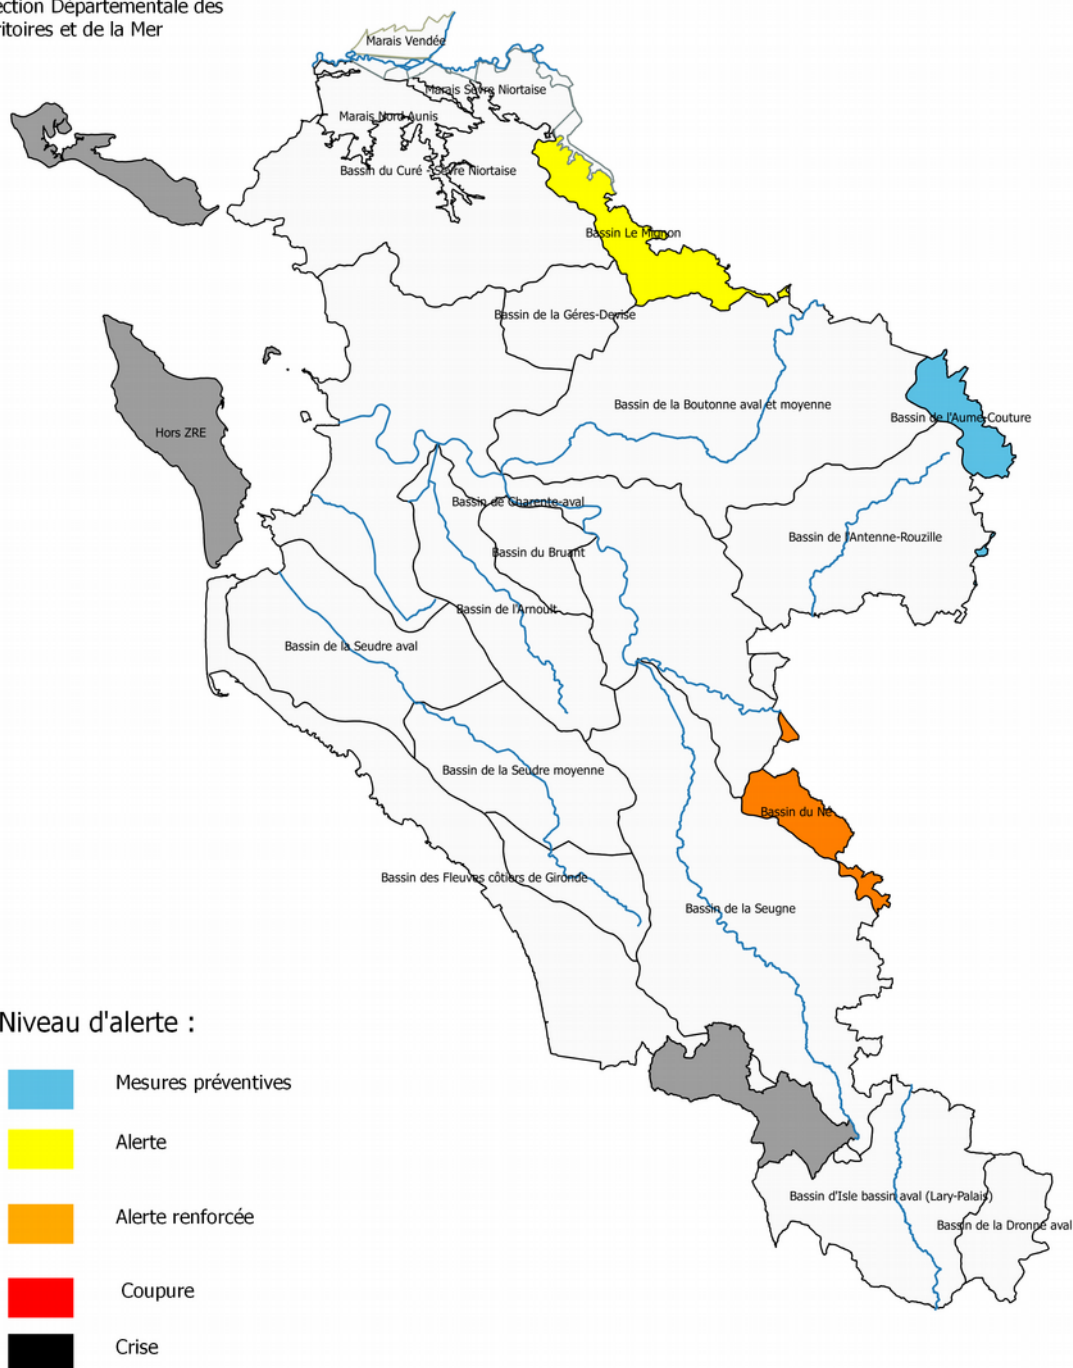 ection Départementale des
ritoires et de la Mer
Marais Vendée
Marais Sèvre Niortaise
Marais Nord Aunis
Bassin du Curé - Sèvre Niortaise
Bassin Le Mignon
Bassin de la Géres-Devise
Bassin de la Boutonne aval et moyenne
Bassin de l'Aume-Couture
Hors ZRE
Bassin de Charente-aval
Bassin de l'Antenne-Rouzille
Bassin du Bruant
Bassin de l'Arnoult
Bassin de la Seudre aval
Bassin de la Seudre moyenne
Bassin du Né
Bassin des Fleuves côtiers de Gironde
Bassin de la Seugne
Niveau d'alerte :
Mesures préventives
Alerte
Alerte renforcée
Coupure
Crise
Bassin d'Isle bassin aval (Lary-Palais)
Bassin de la Dronne aval